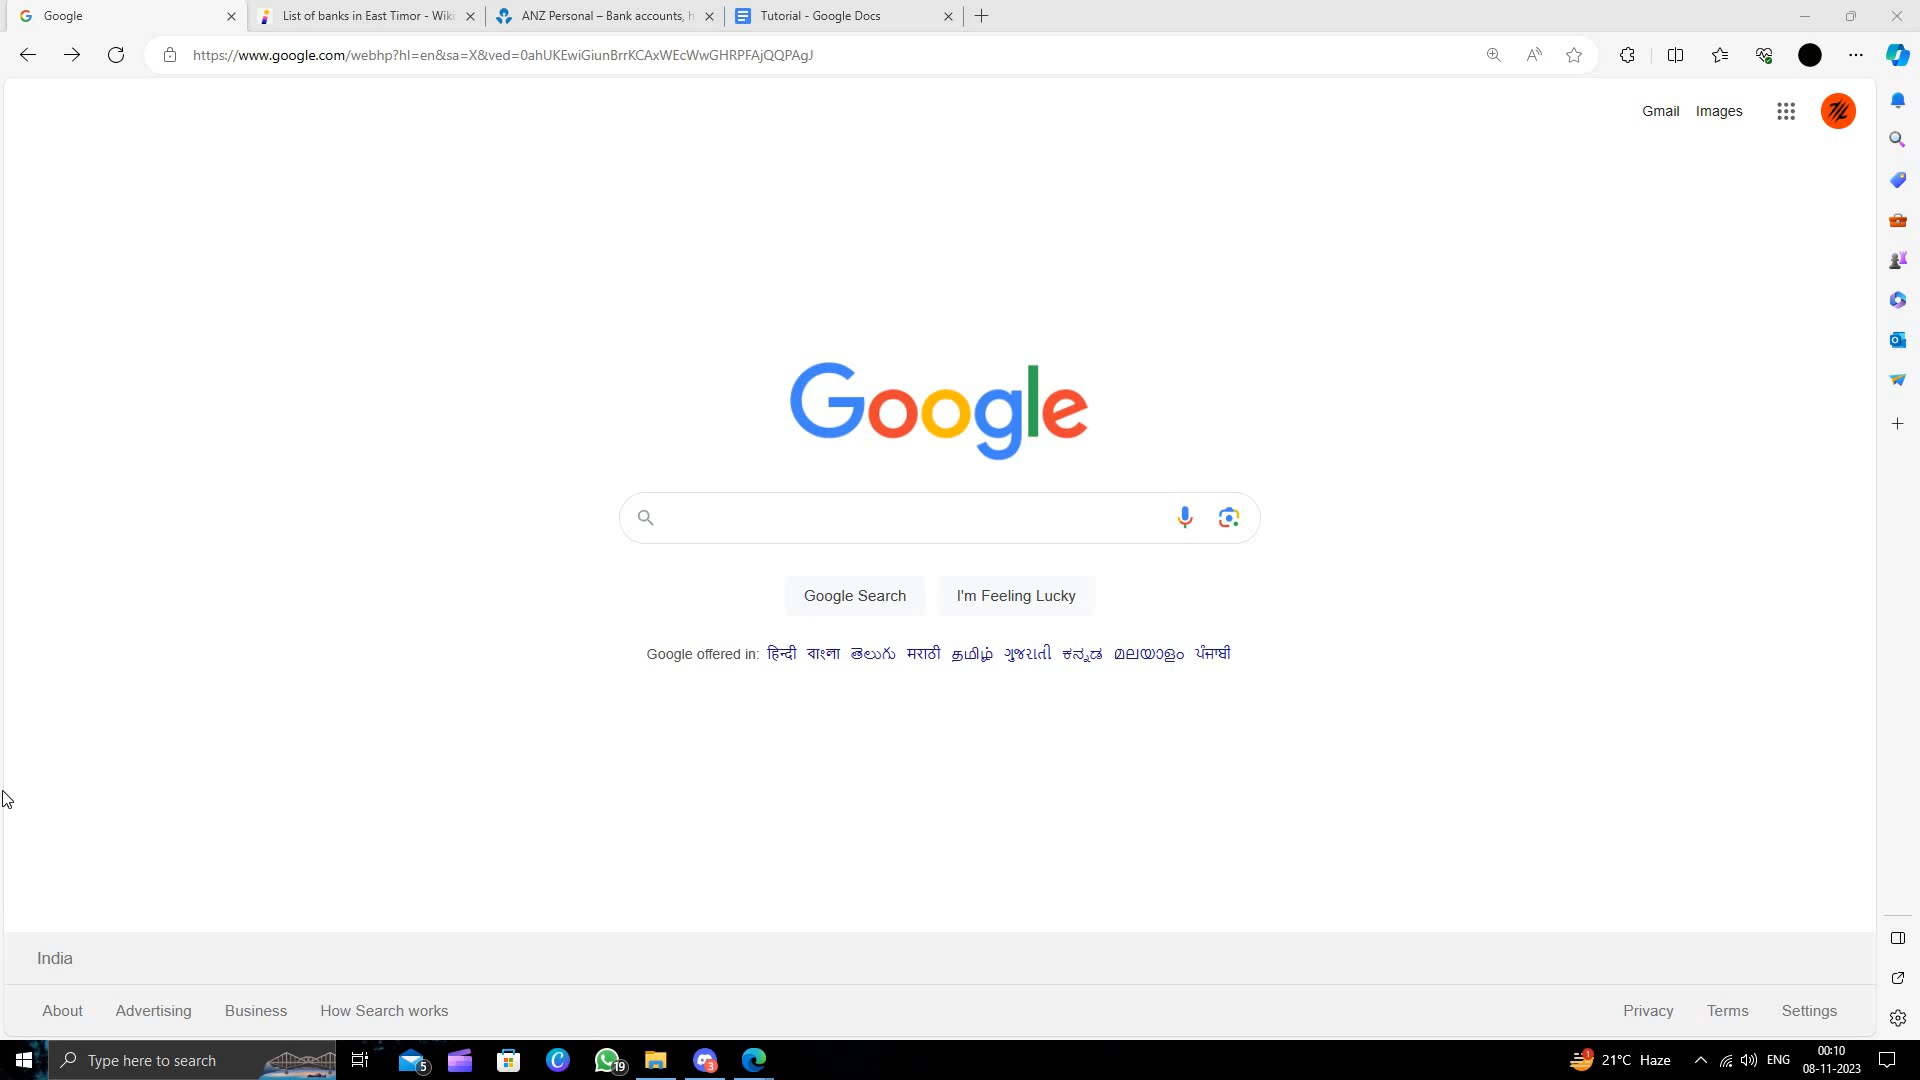 Google
List of banks in East Timor - Wiki
ANZ Personal – Bank accounts, h
Tutorial - Google Docs
https://www.google.com/webhp?hl=en&sa=X&ved=0ahUKEwiGiunBrrKCAxWEcWwGHRPFAjQQPAgJ
Gmail Images
Google
Google Search I'm Feeling Lucky
Google offered in: हिन्दी বাংলা తెలుగు मराठी தமிழ் ગુજરાતી ಕನ್ನಡ മലയാളം ਪੰਜਾਬੀ
India
About Advertising Business How Search works Privacy Terms Settings
Type here to search 5 19 3 1 21°C Haze ENG 00:10
08-11-2023